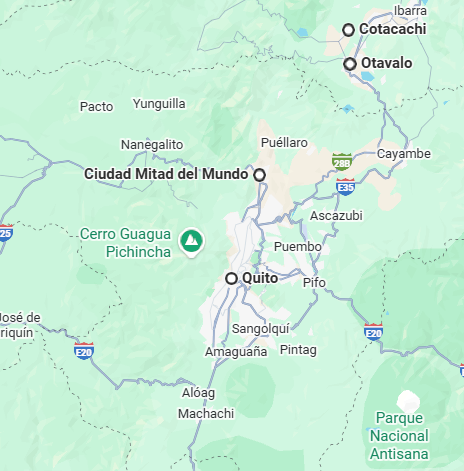 Ibarra
Cotacachi
Otavalo
Pacto
Yunguilla
Nanegalito
Puéllaro
28B
Cayambe
Ciudad Mitad del Mundo
E35
Ascazubi
25
Cerro Guagua
Pichincha
Puembo
Quito
Pifo
José de
riquín
Sangolquí
E20
E20
Amaguaña
Pintag
Alóag
Machachi
Parque
Nacional
Antisana